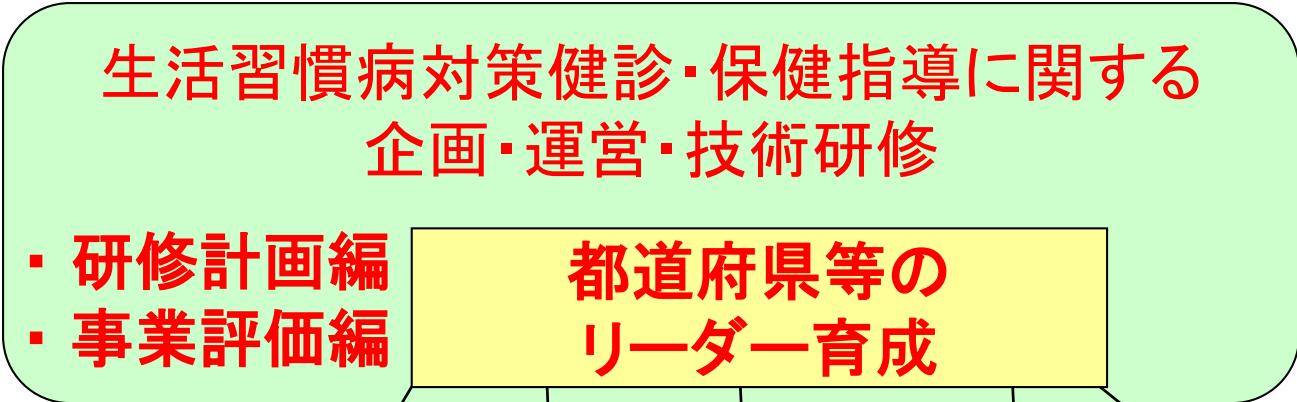 生活習慣病対策健診・保健指導に関する
企画・運営・技術研修
・ 研修計画編
・ 事業評価編
都道府県等の
リーダー育成